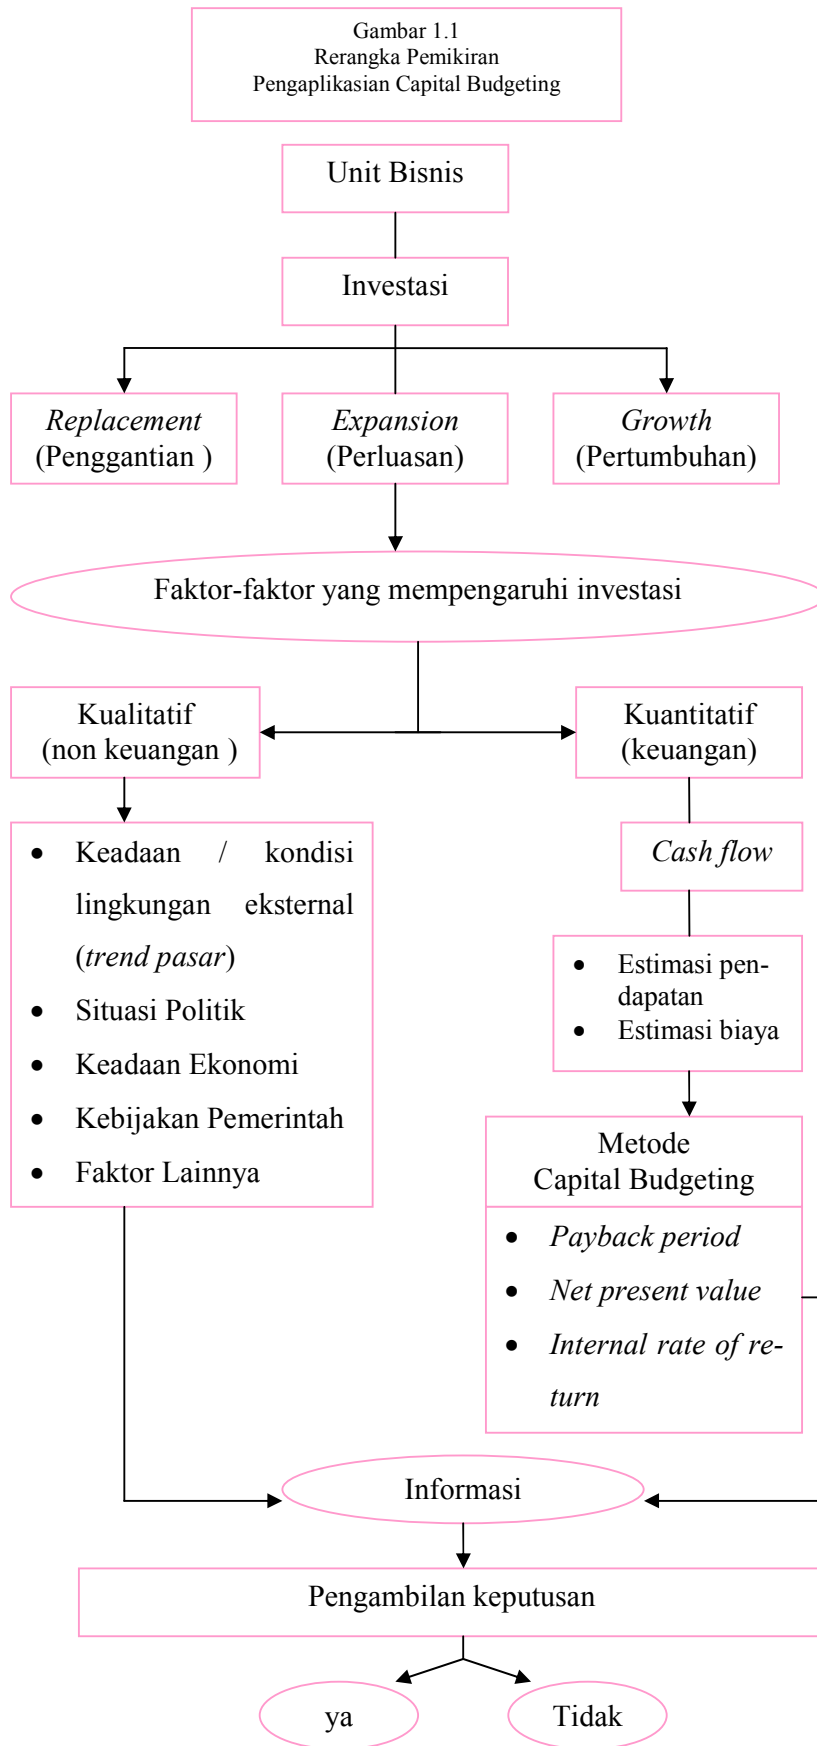 Gambar 1.1
Rerangka Pemikiran
Pengaplikasian Capital Budgeting
Unit Bisnis
Investasi
Replacement
(Penggantian )
Expansion
(Perluasan)
Growth
(Pertumbuhan)
Faktor-faktor yang mempengaruhi investasi
Kualitatif
(non keuangan )
Kuantitatif
(keuangan)
• Keadaan / kondisi
lingkungan eksternal
(trend pasar)
• Situasi Politik
• Keadaan Ekonomi
• Kebijakan Pemerintah
• Faktor Lainnya
Cash flow
• Estimasi pen-
dapatan
• Estimasi biaya
Metode
Capital Budgeting
• Payback period
• Net present value
• Internal rate of re-
turn
Informasi
Pengambilan keputusan
ya
Tidak